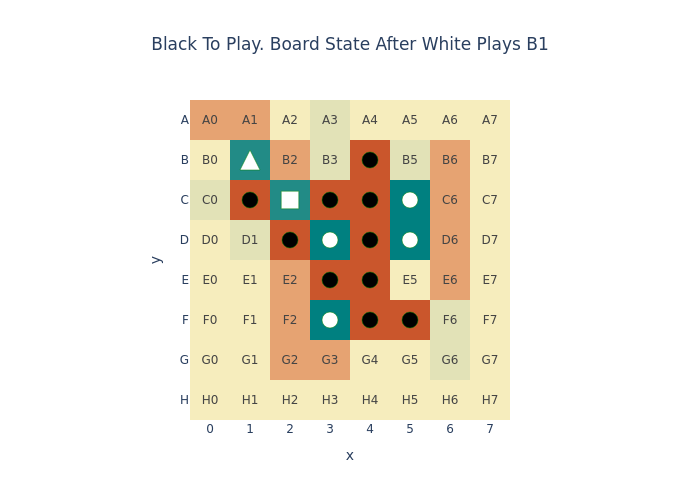 Black To Play. Board State After White Plays B1
A A0 A1 A2 A3 A4 A5 A6 A7
B B0 B2 B3 B5 B6 B7
C C0 C6 C7
y
D D0 D1 D6 D7
E E0 E1 E2 E5 E6 E7
F F0 F1 F2 F6 F7
G G0 G1 G2 G3 G4 G5 G6 G7
H H0 H1 H2 H3 H4 H5 H6 H7
0 1 2 3 4 5 6 7
x